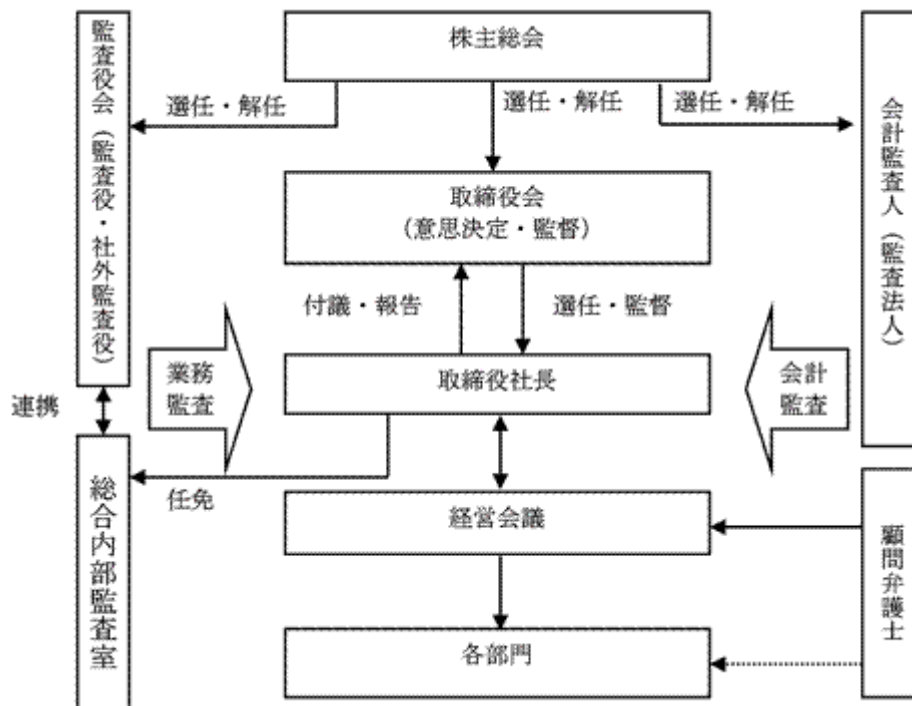 株主総会
監査役会（監査役・社外監査役）
選任・解任
選任・解任
選任・解任
会計監査人（監査法人）
取締役会
（意思決定・監督）
付議・報告
選任・監督
業務
監査
取締役社長
会計
監査
連携
任免
総合内部監査室
経営会議
顧問弁護士
各部門